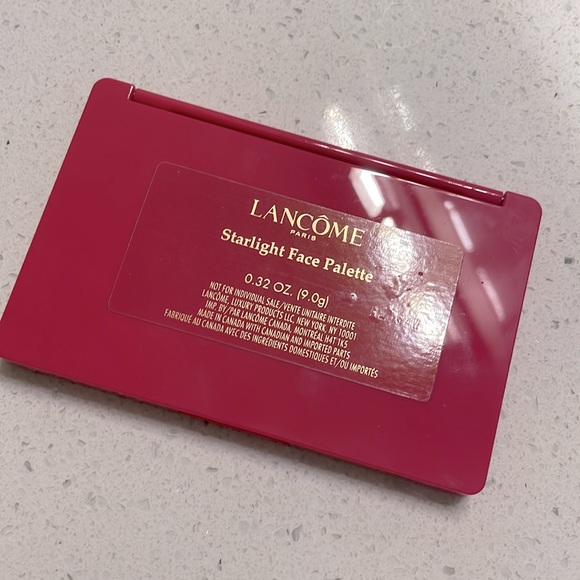 LANCÔME
PARIS
Starlight Face Palette
0.32 OZ. (9.0g)
NOT FOR INDIVIDUAL SALE/VENTE UNITAIRE INTERDITE
LANCÔME, LUXURY PRODUCTS LLC, NEW YORK, NY 10001
IMP. BY/PAR LANCÔME CANADA, MONTRÉAL H4T 1K5
MADE IN CANADA WITH CANADIAN AND IMPORTED PARTS
FABRIQUÉ AU CANADA AVEC DES INGRÉDIENTS DOMESTIQUES ET/OU IMPORTÉS